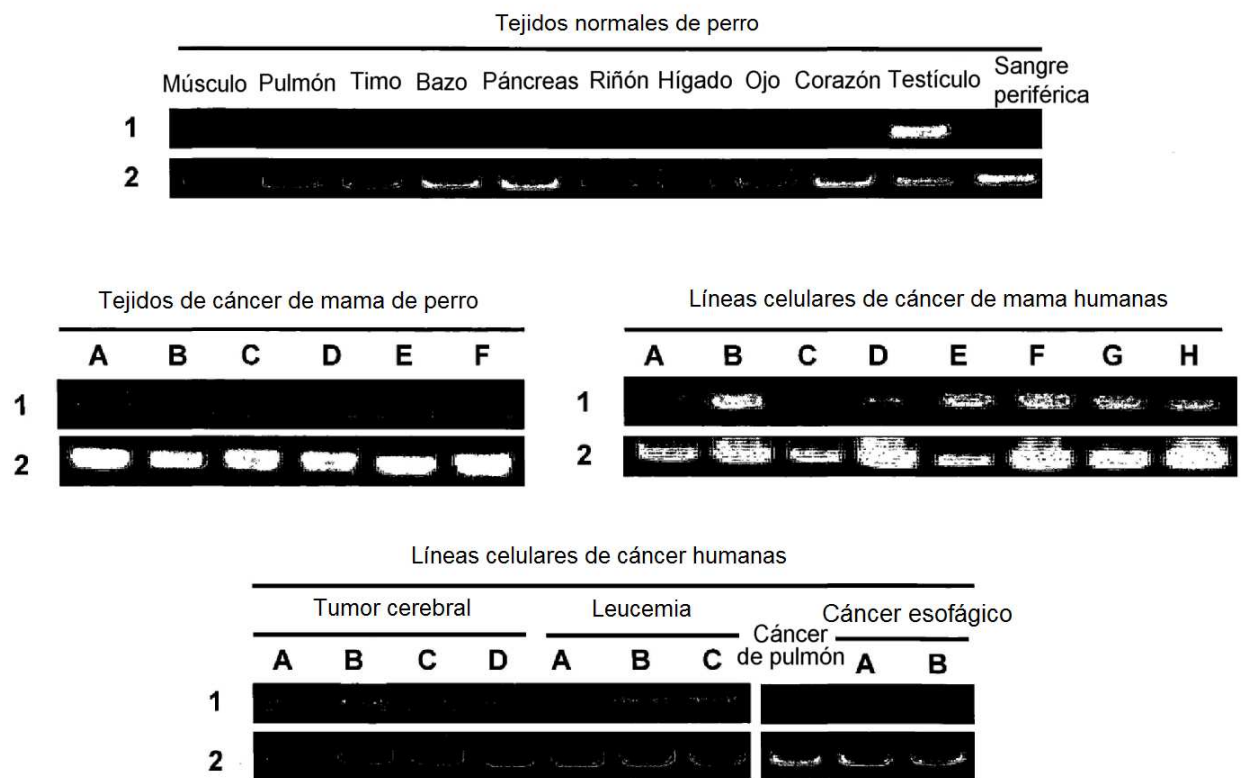 Tejidos normales de perro
Músculo Pulmón Timo Bazo Páncreas Riñón Hígado Ojo Corazón Testículo Sangre periférica
1
2
Tejidos de cáncer de mama de perro
A B C D E F
1
2
Líneas celulares de cáncer de mama humanas
A B C D E F G H
1
2
Líneas celulares de cáncer humanas
Tumor cerebral Leucemia Cáncer de pulmón Cáncer esofágico
A B C D A B C A B
1
2